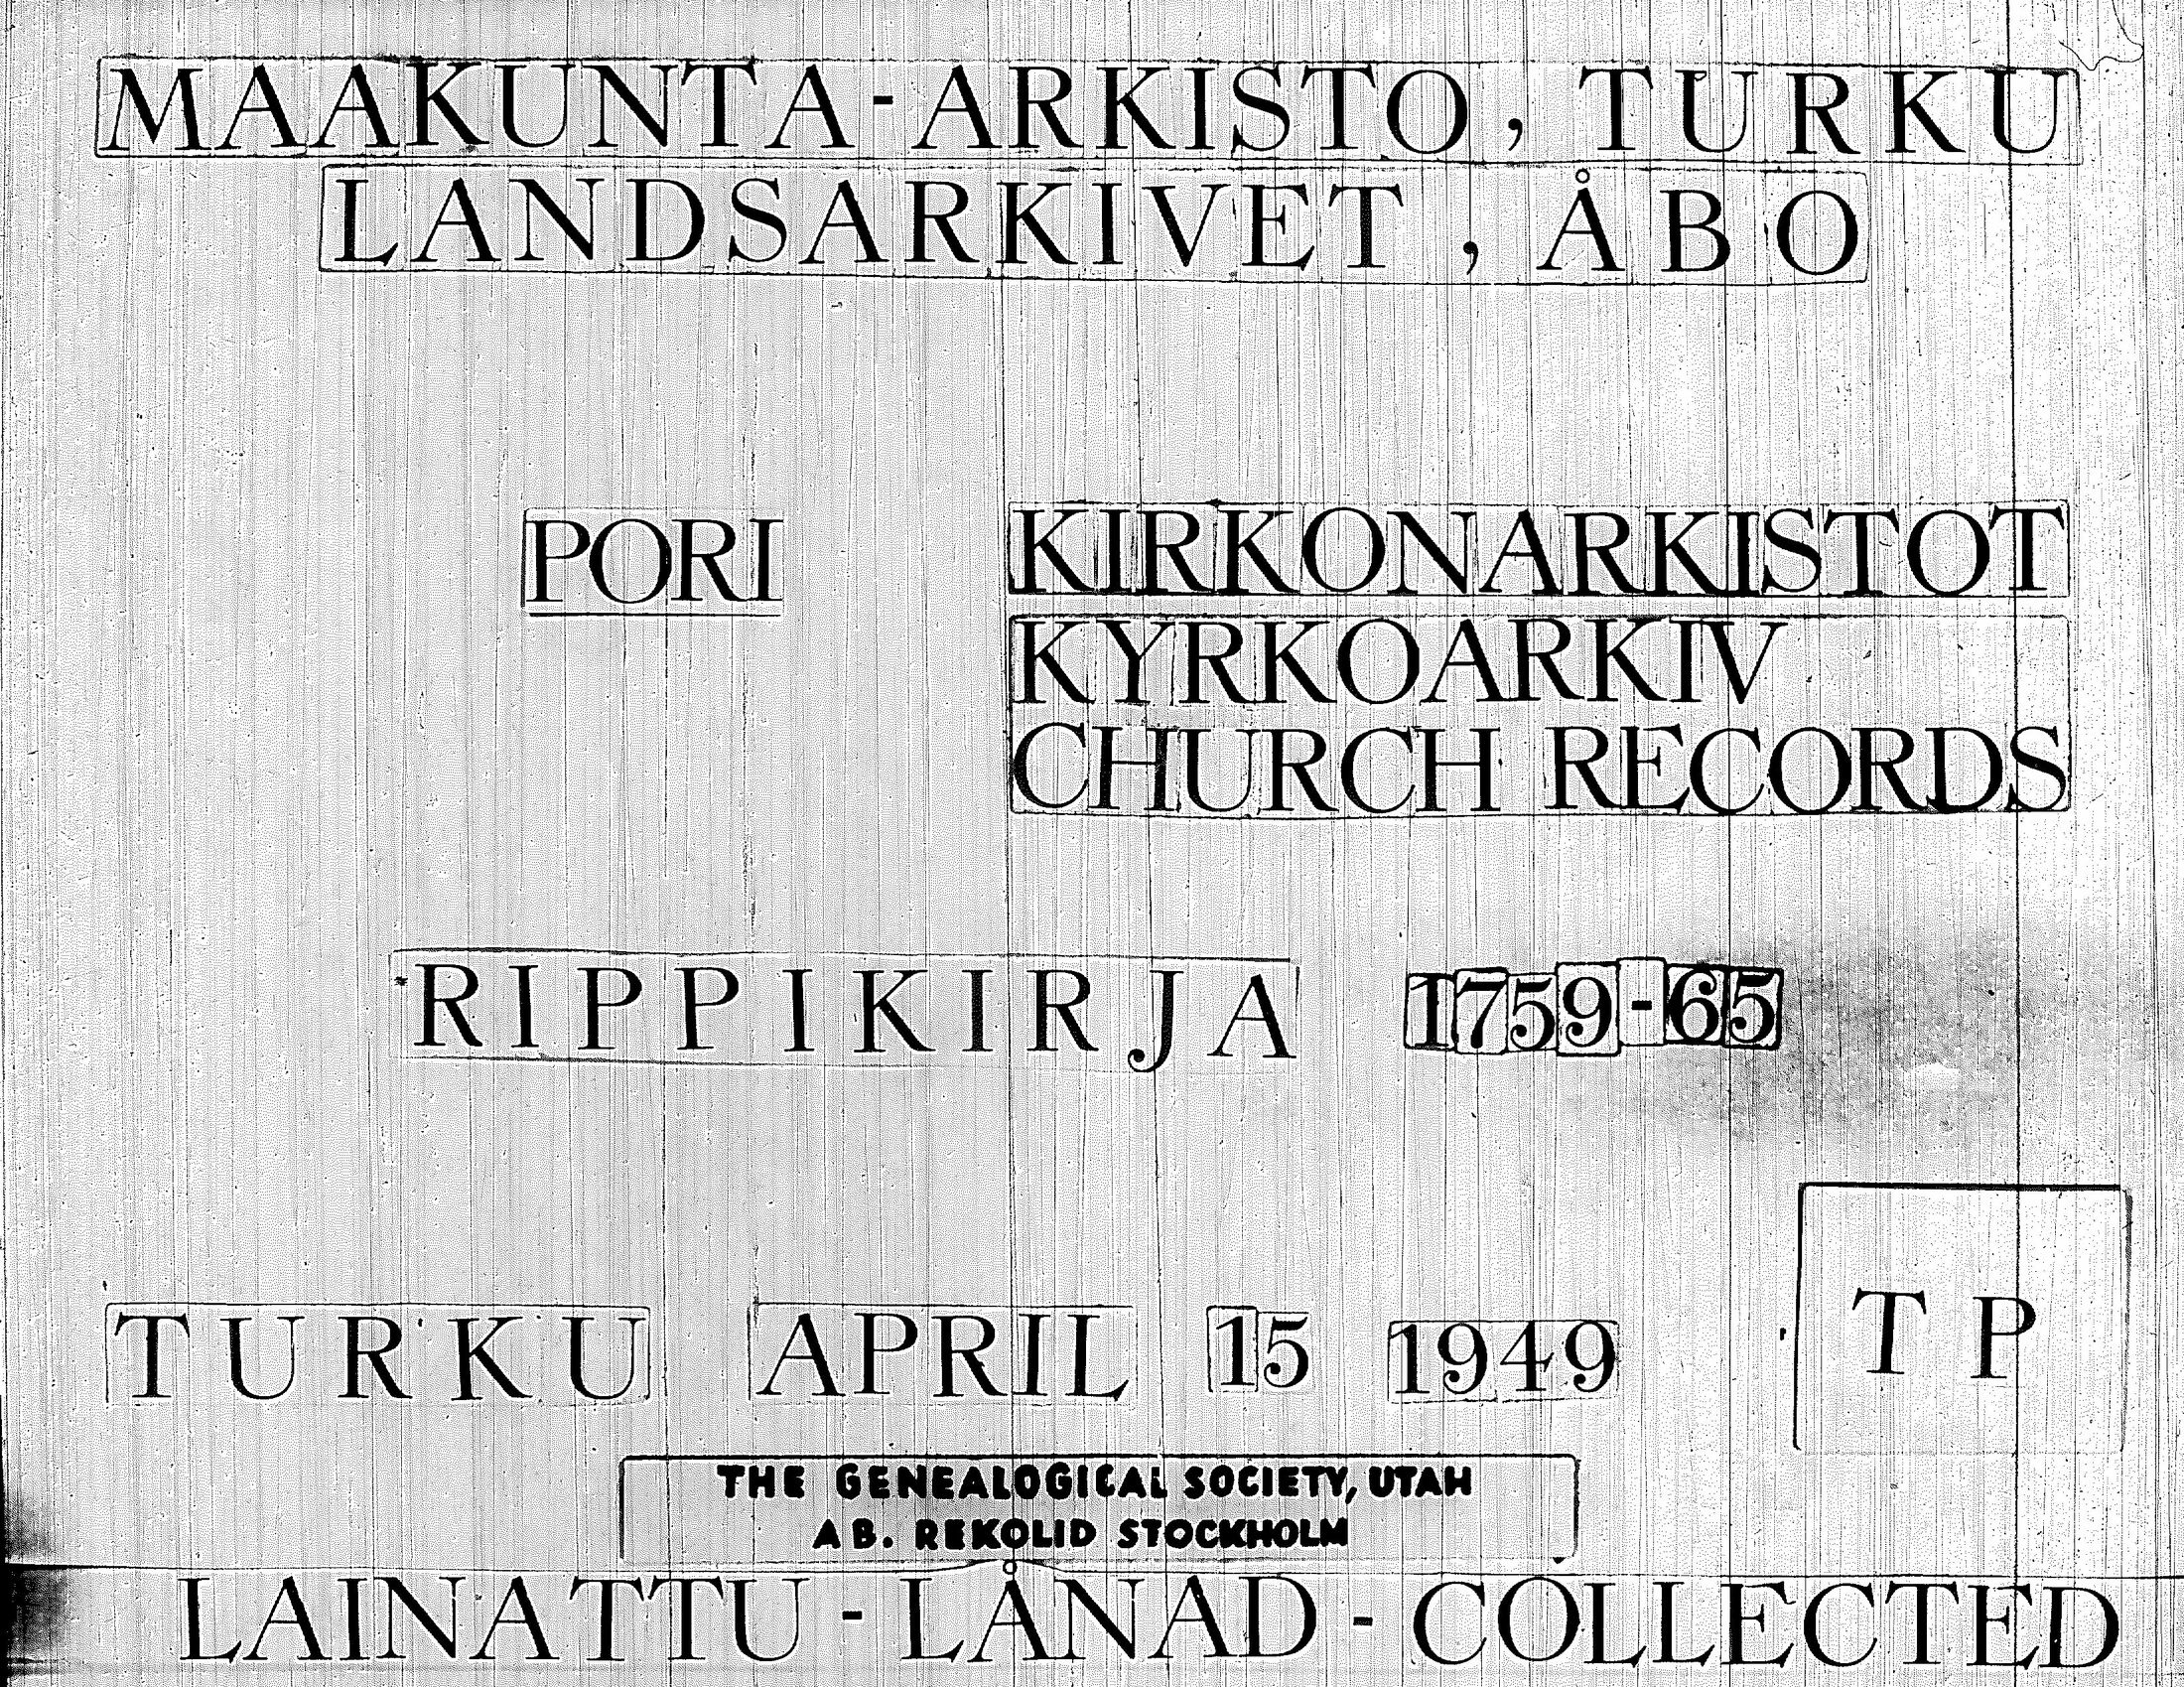 MAAKUNTA-ARKISTO, TURKU
LANDSARKIVET, ÅBO
PORI
KIRKONARKISTOT
KYRKOARKIV
CHURCH RECORDS
RIPPIKIRJA 1759-65
TURKU APRIL 15 1949
TP
THE GENEALOGICAL SOCIETY, UTAH
AB. REKOLID STOCKHOLM
LAINATTU - LÅNAD - COLLECTED